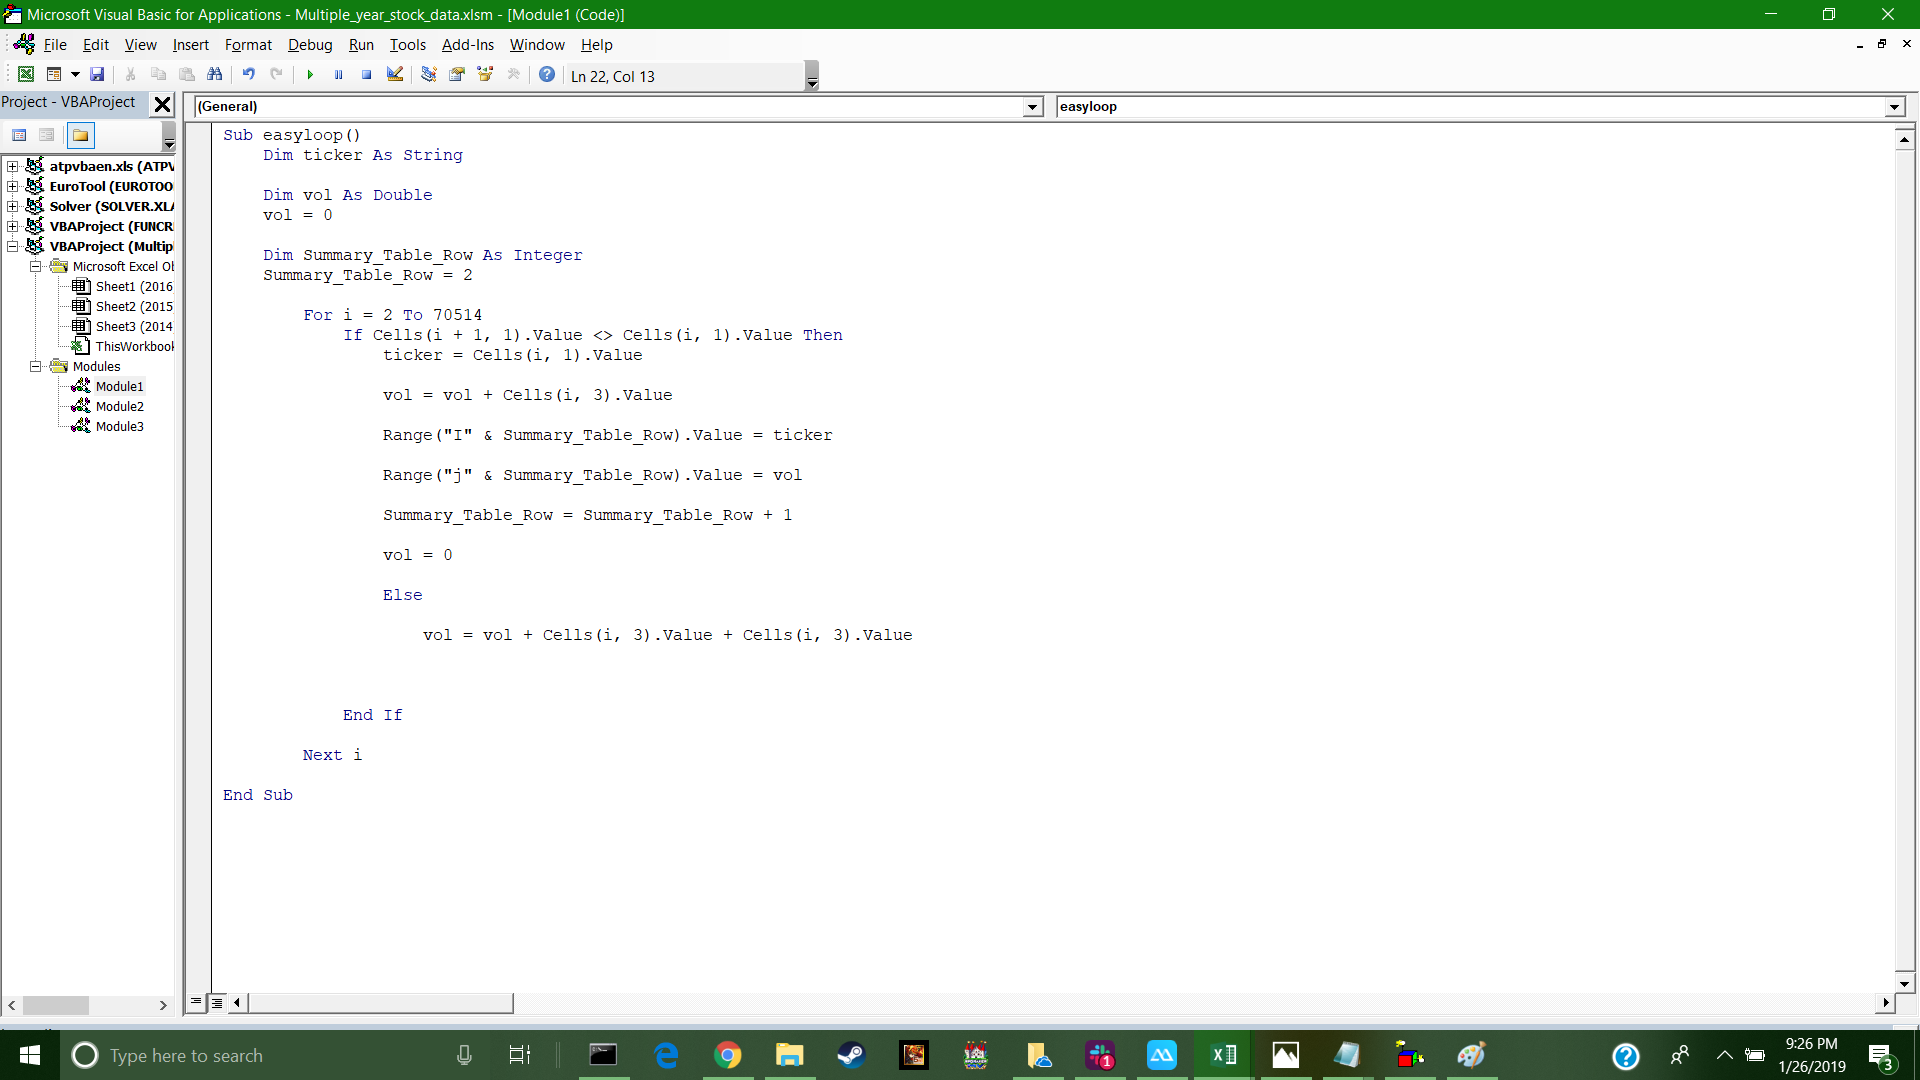 Microsoft Visual Basic for Applications - Multiple_year_stock_data.xlsm - [Module1 (Code)]
File Edit View Insert Format Debug Run Tools Add-Ins Window Help
Ln 22, Col 13
Project - VBAProject
(General) easyloop
atpvbaen.xls (ATPV
EuroTool (EUROTOO
Solver (SOLVER.XLA
VBAProject (FUNCR
VBAProject (Multip
Microsoft Excel Ob
Sheet1 (2016
Sheet2 (2015
Sheet3 (2014
ThisWorkbook
Modules
Module1
Module2
Module3
Sub easyloop()
Dim ticker As String
Dim vol As Double
vol = 0
Dim Summary_Table_Row As Integer
Summary_Table_Row = 2
For i = 2 To 70514
If Cells(i + 1, 1).Value <> Cells(i, 1).Value Then
ticker = Cells(i, 1).Value
vol = vol + Cells(i, 3).Value
Range("I" & Summary_Table_Row).Value = ticker
Range("j" & Summary_Table_Row).Value = vol
Summary_Table_Row = Summary_Table_Row + 1
vol = 0
Else
vol = vol + Cells(i, 3).Value + Cells(i, 3).Value
End If
Next i
End Sub
Type here to search
1
9:26 PM
1/26/2019
3